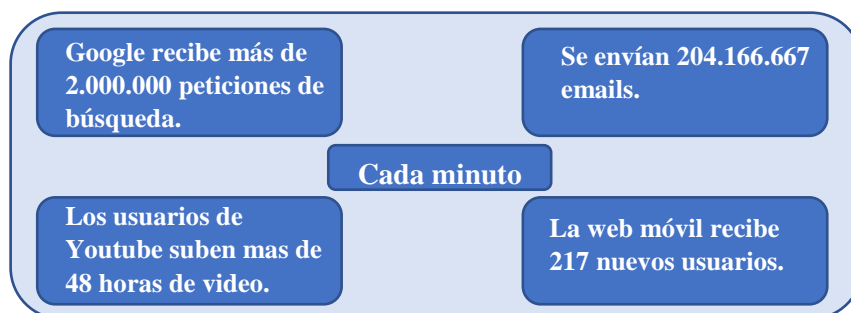 Google recibe más de
2.000.000 peticiones de
búsqueda.
Se envían 204.166.667
emails.
Cada minuto
Los usuarios de
Youtube suben mas de
48 horas de video.
La web móvil recibe
217 nuevos usuarios.